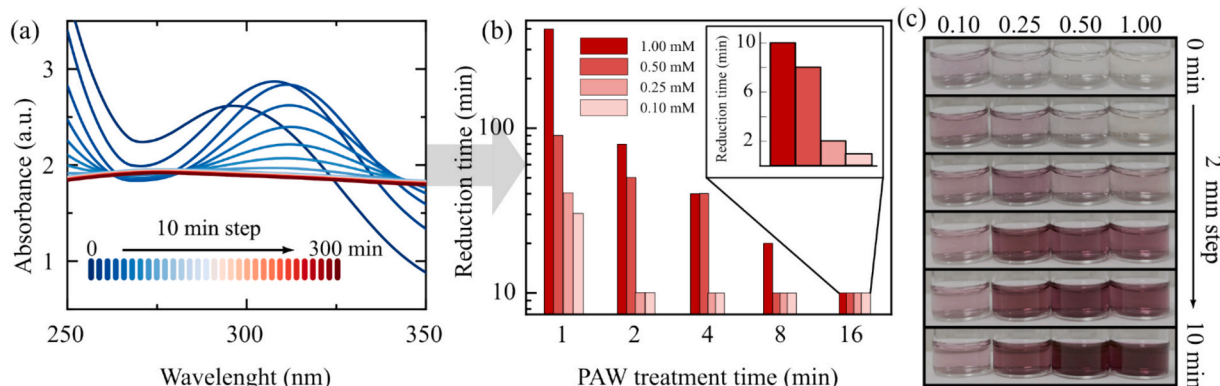 (a)
3
2
1
Absorbance (a.u.)
10 min step
0
300 min
250
300
350
Wavelenght (nm)
(b)
Reduction time (min)
100
10
1.00 mM
0.50 mM
0.25 mM
0.10 mM
Reduction time (min)
10
6
2
1
2
4
8
16
PAW treatment time (min)
(c)
0.10 0.25 0.50 1.00
0 min
2 min step
10 min